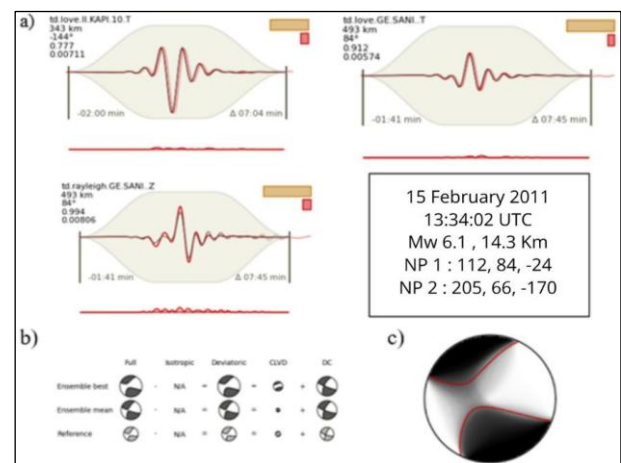 a)
td.love.II.KAPI.10.T
343 km
-144°
0.777
0.00711
-02:00 min
Δ 07:04 min
td.love.GE.SANI..T
493 km
84°
0.912
0.00574
-01:41 min
Δ 07:45 min
td.rayleigh.GE.SANI..Z
493 km
84°
0.994
0.00806
-01:41 min
Δ 07:45 min
15 February 2011
13:34:02 UTC
Mw 6.1 , 14.3 Km
NP 1 : 112, 84, -24
NP 2 : 205, 66, -170
b)
Full Isotropic Deviatoric CLVD DC
Ensemble best - N/A = = +
Ensemble mean - N/A = = +
Reference - N/A = = +
c)